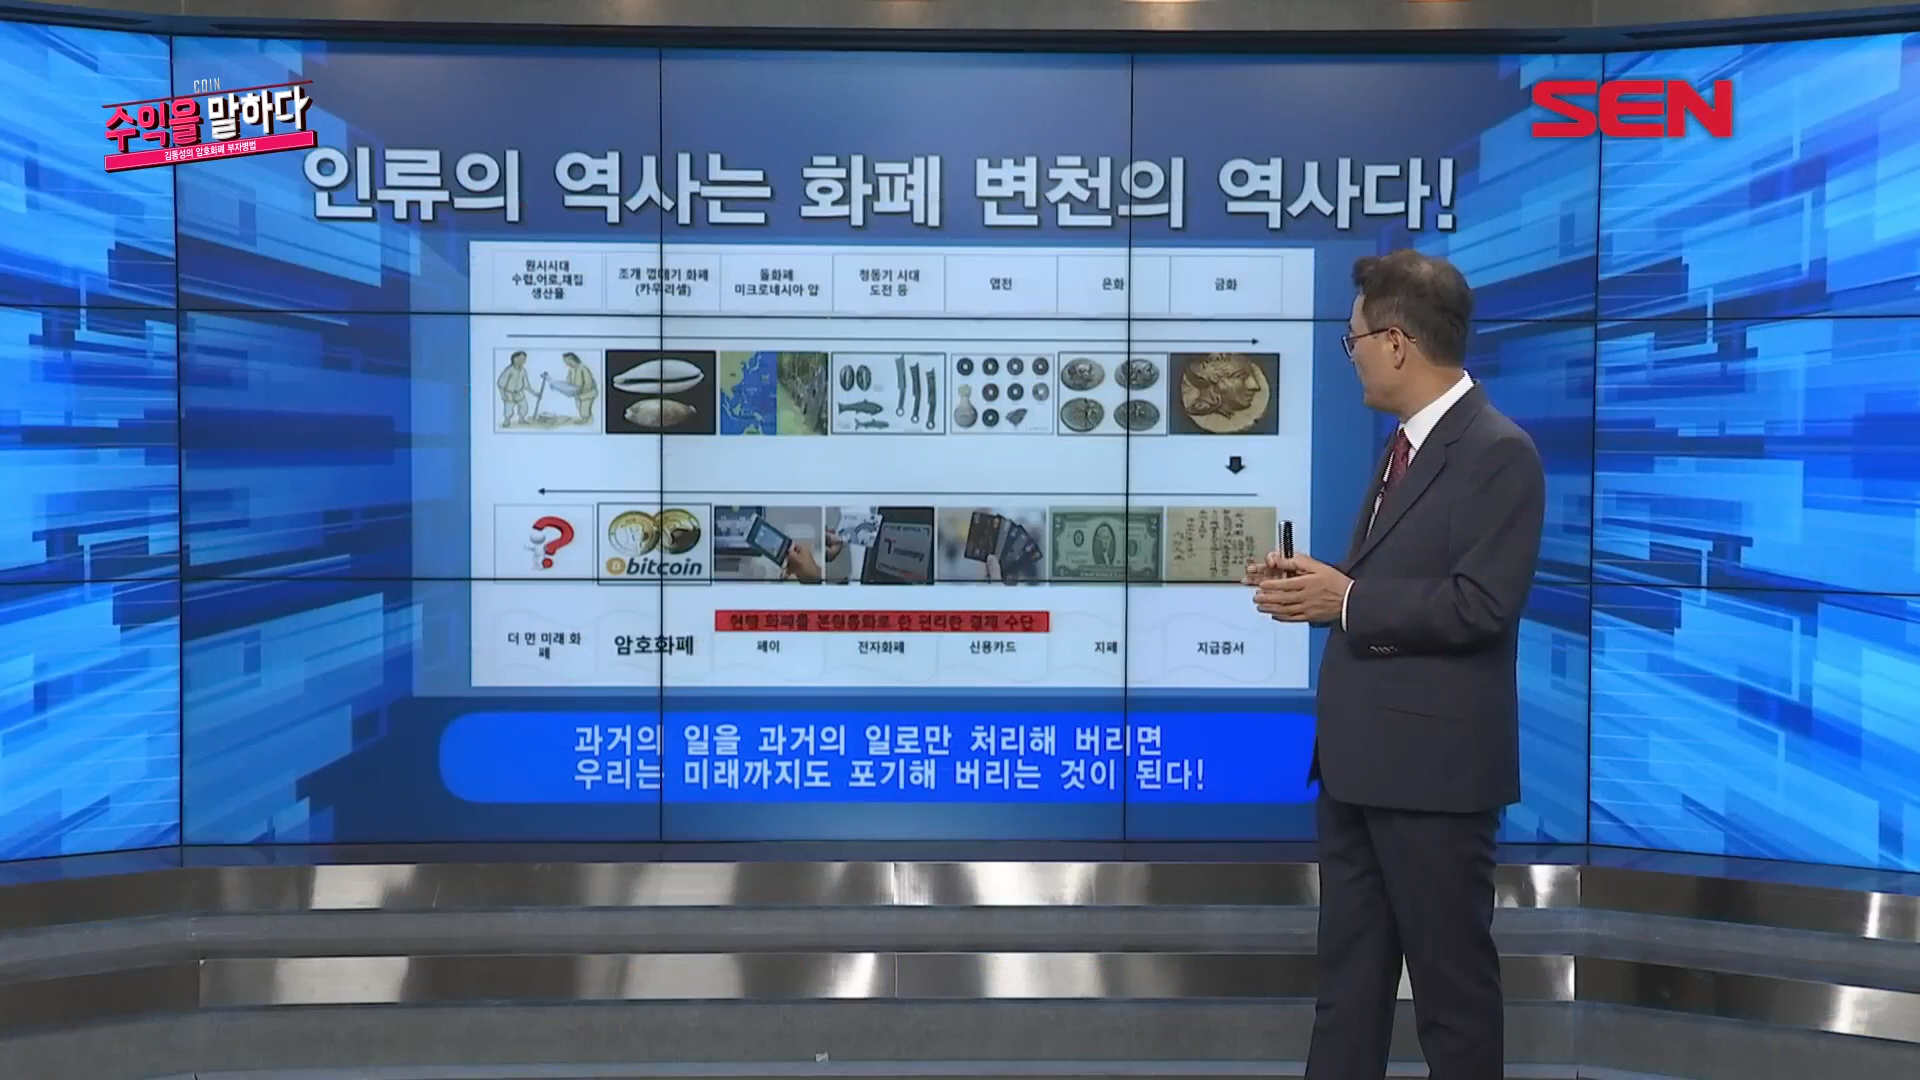 COIN
수익을 말하다
김동성의 암호화폐 부자병법
SEN
인류의 역사는 화폐 변천의 역사다!
원시시대
수렵,어로,채집
생산물
조개 껍데기 화폐
(카우리셸)
돌화폐
미크로네시아 얍
청동기 시대
도전 등
엽전
은화
금화
bitcoin
현행 화폐를 본원통화로 한 편리한 결제 수단
더 먼 미래 화
폐
암호화폐
페이
전자화폐
신용카드
지폐
지급증서
과거의 일을 과거의 일로만 처리해 버리면
우리는 미래까지도 포기해 버리는 것이 된다!